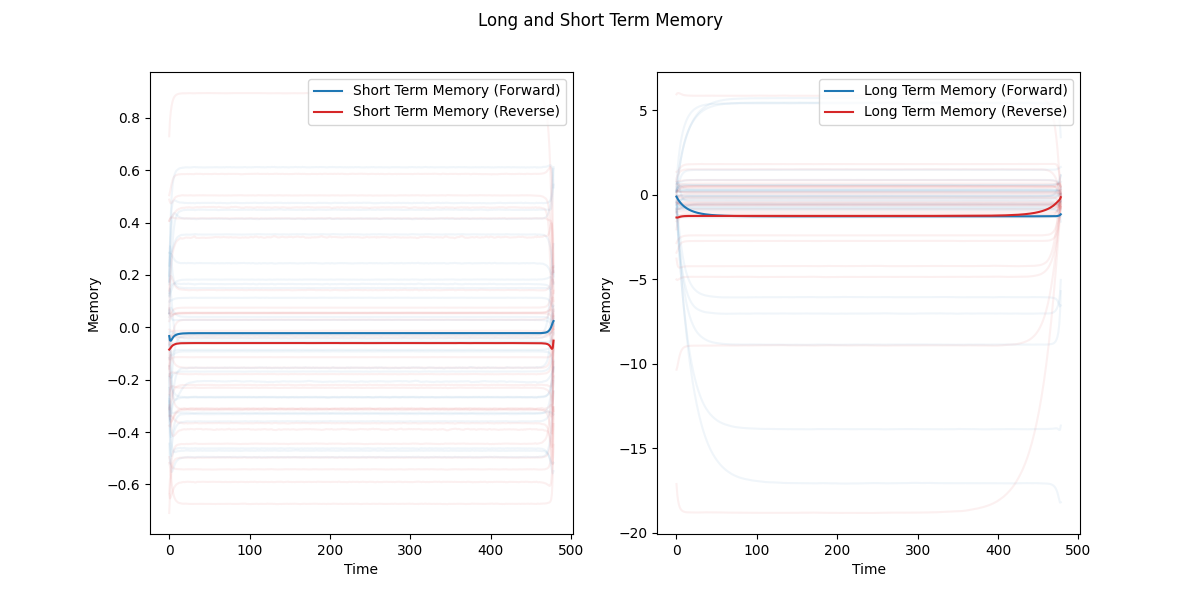 Long and Short Term Memory
Short Term Memory (Forward)
Short Term Memory (Reverse)
0.8
0.6
0.4
0.2
0.0
−0.2
−0.4
−0.6
Memory
0 100 200 300 400 500
Time
Long Term Memory (Forward)
Long Term Memory (Reverse)
5
0
−5
−10
−15
−20
Memory
0 100 200 300 400 500
Time